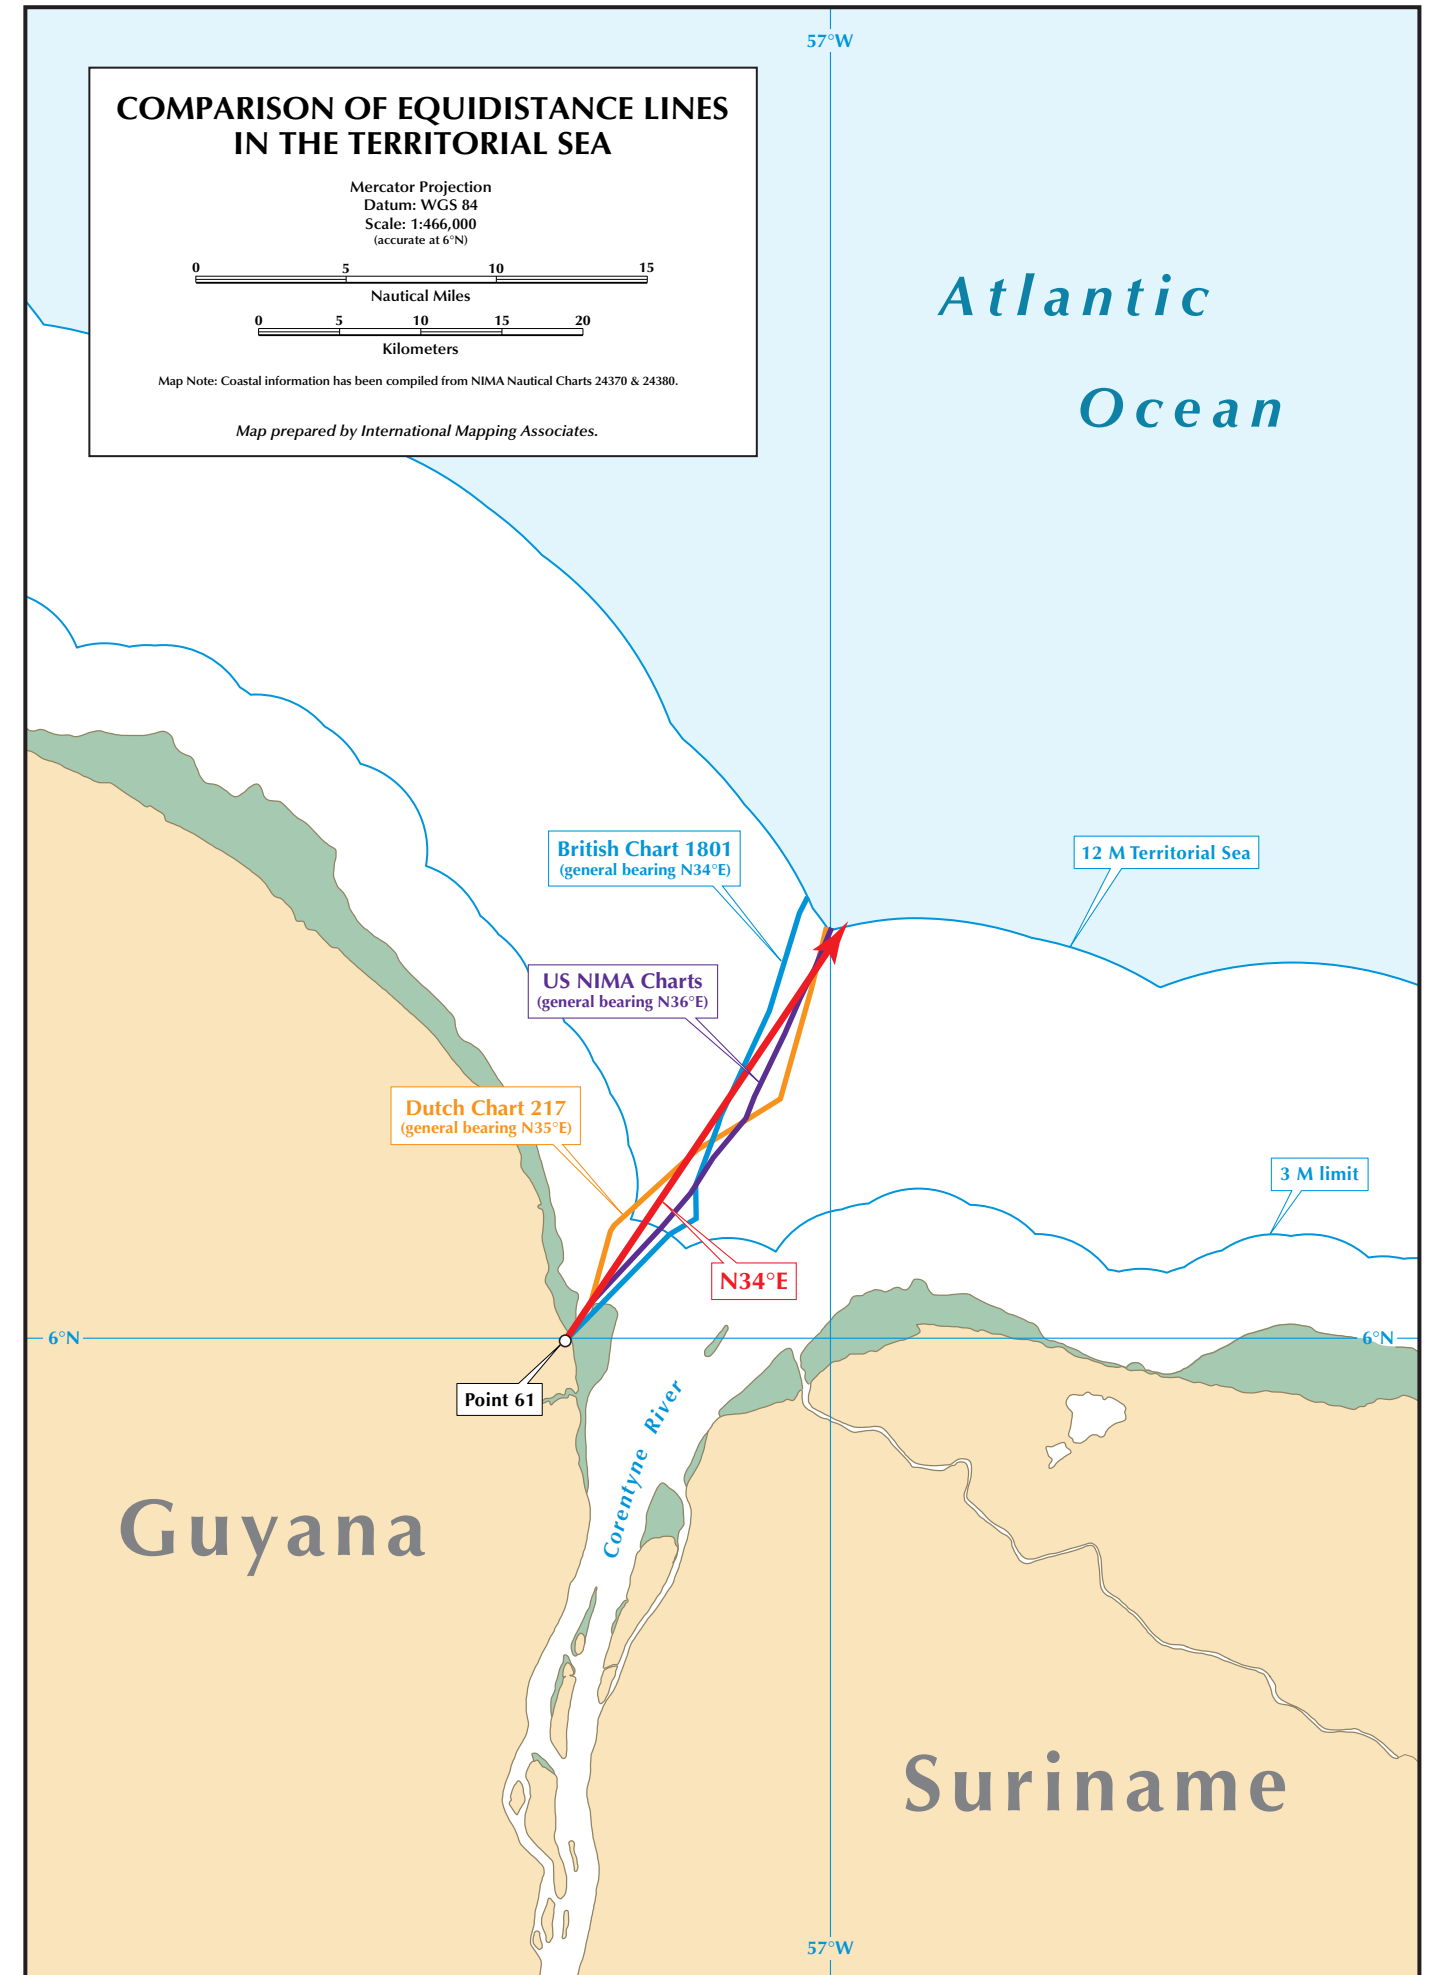 57°W
COMPARISON OF EQUIDISTANCE LINES
IN THE TERRITORIAL SEA
Mercator Projection
Datum: WGS 84
Scale: 1:466,000
(accurate at 6°N)
0 5 10 15
Nautical Miles
0 5 10 15 20
Kilometers
Map Note: Coastal information has been compiled from NIMA Nautical Charts 24370 & 24380.
Map prepared by International Mapping Associates.
Atlantic
Ocean
British Chart 1801
(general bearing N34°E)
12 M Territorial Sea
US NIMA Charts
(general bearing N36°E)
Dutch Chart 217
(general bearing N35°E)
3 M limit
N34°E
6°N
6°N
Point 61
Corentyne River
Guyana
Suriname
57°W